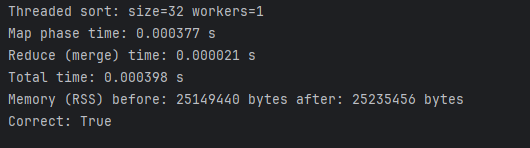 Threaded sort: size=32 workers=1
Map phase time: 0.000377 s
Reduce (merge) time: 0.000021 s
Total time: 0.000398 s
Memory (RSS) before: 25149440 bytes after: 25235456 bytes
Correct: True